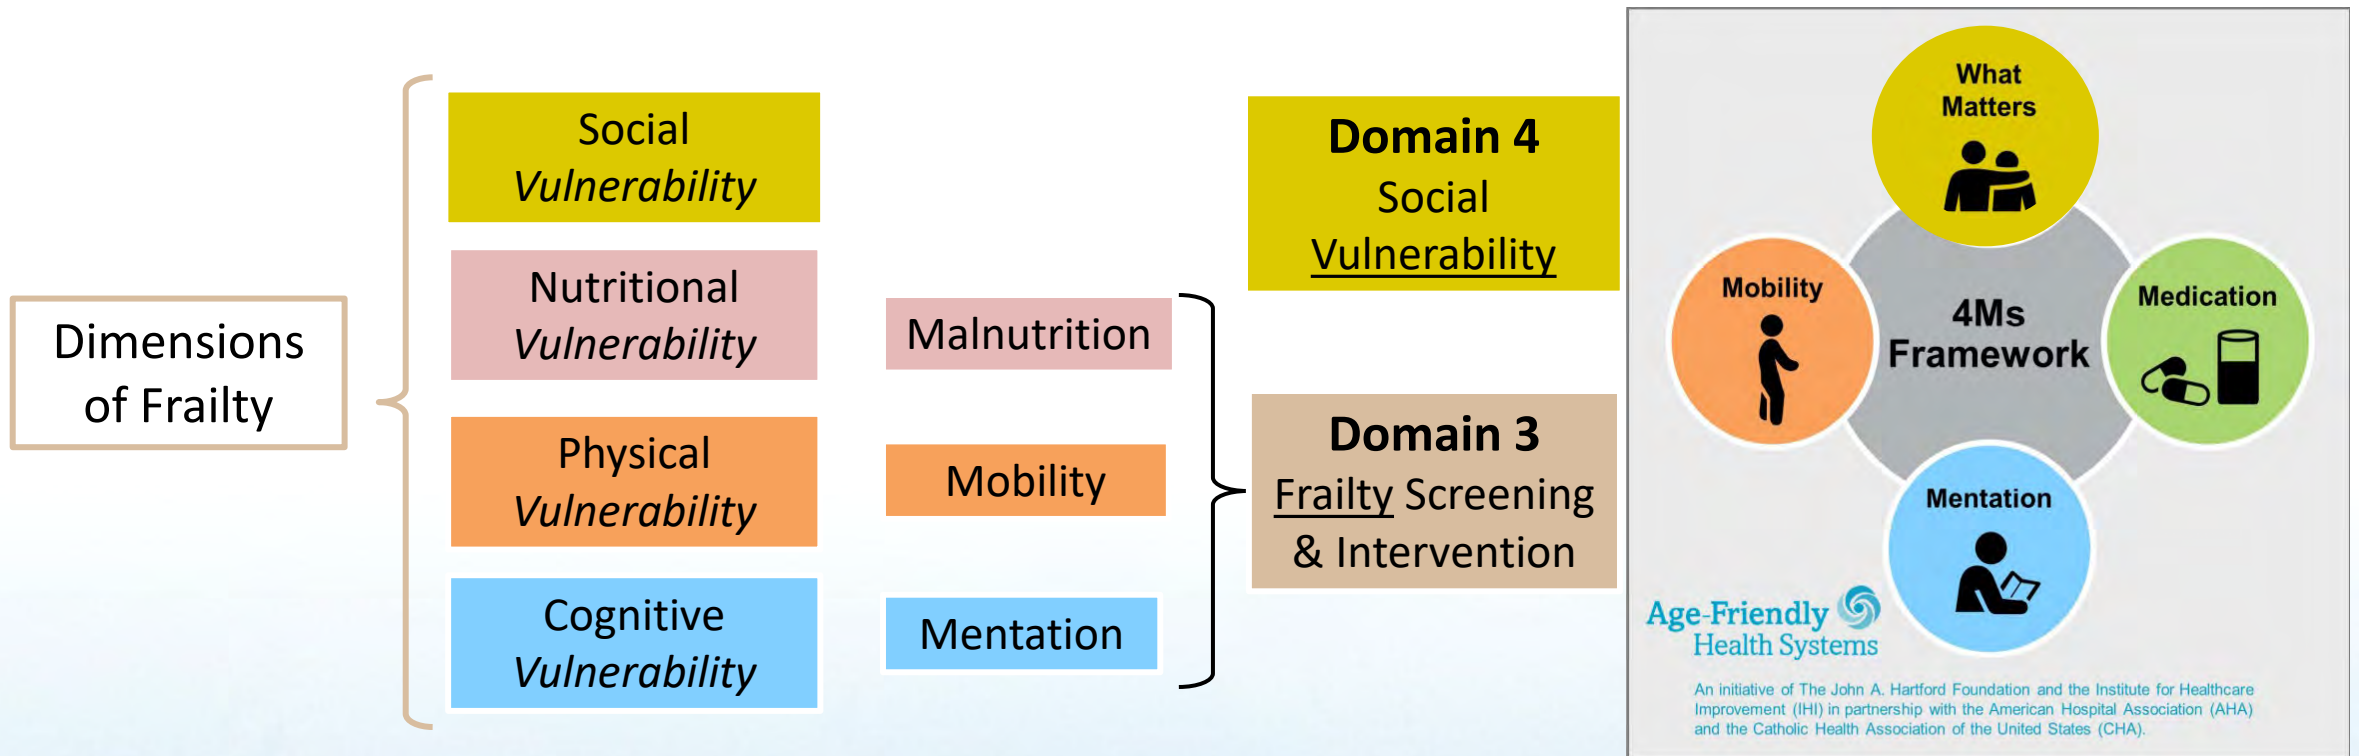 Dimensions
of Frailty
Social
Vulnerability
Nutritional
Vulnerability
Physical
Vulnerability
Cognitive
Vulnerability
Malnutrition
Mobility
Mentation
Domain 4
Social
Vulnerability
Domain 3
Frailty Screening
& Intervention
What
Matters
Mobility
4Ms
Framework
Medication
Mentation
Age-Friendly
Health Systems
An initiative of The John A. Hartford Foundation and the Institute for Healthcare
Improvement (IHI) in partnership with the American Hospital Association (AHA)
and the Catholic Health Association of the United States (CHA).